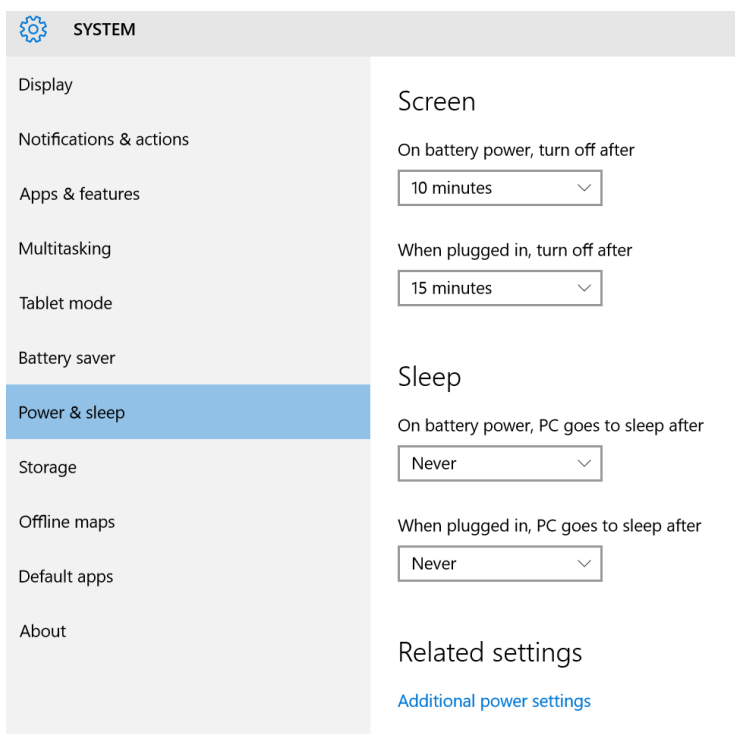 SYSTEM
Display
Notifications & actions
Apps & features
Multitasking
Tablet mode
Battery saver
Power & sleep
Storage
Offline maps
Default apps
About
Screen
On battery power, turn off after
10 minutes
When plugged in, turn off after
15 minutes
Sleep
On battery power, PC goes to sleep after
Never
When plugged in, PC goes to sleep after
Never
Related settings
Additional power settings